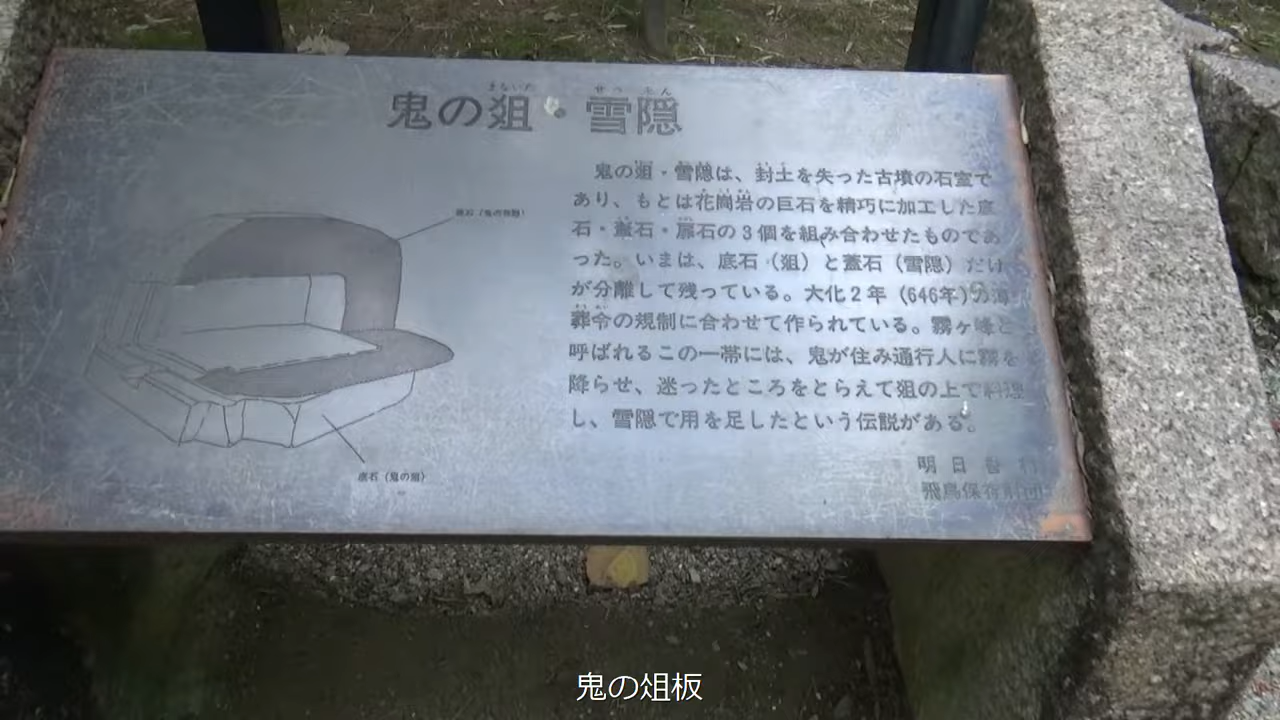 鬼の爼・雪隠
まないた
せっちん
鬼の爼・雪隠は、封土を失った古墳の石室で
あり、もとは花崗岩の巨石を精巧に加工した底
石・蓋石・扉石の3個を組み合わせたものであ
った。いまは、底石（爼）と蓋石（雪隠）だけ
が分離して残っている。大化2年（646年）の薄
葬令の規制に合わせて作られている。霧ヶ峰と
呼ばれるこの一帯には、鬼が住み通行人に霧を
降らせ、迷ったところをとらえて爼の上で料理
し、雪隠で用を足したという伝説がある。
明日香村
飛鳥保存財団
蓋石（鬼の雪隠）
底石（鬼の爼）
鬼の俎板